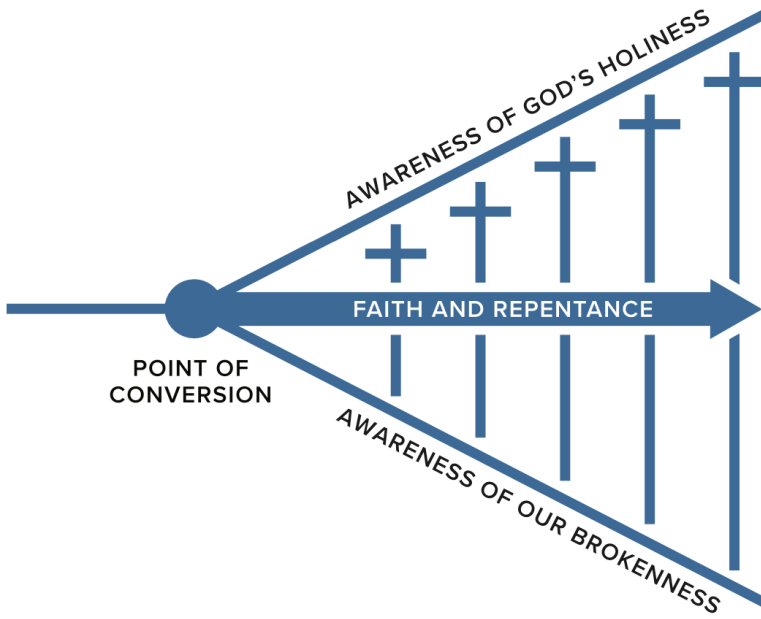 AWARENESS OF GOD'S HOLINESS
FAITH AND REPENTANCE
POINT OF
CONVERSION
AWARENESS OF OUR BROKENNESS